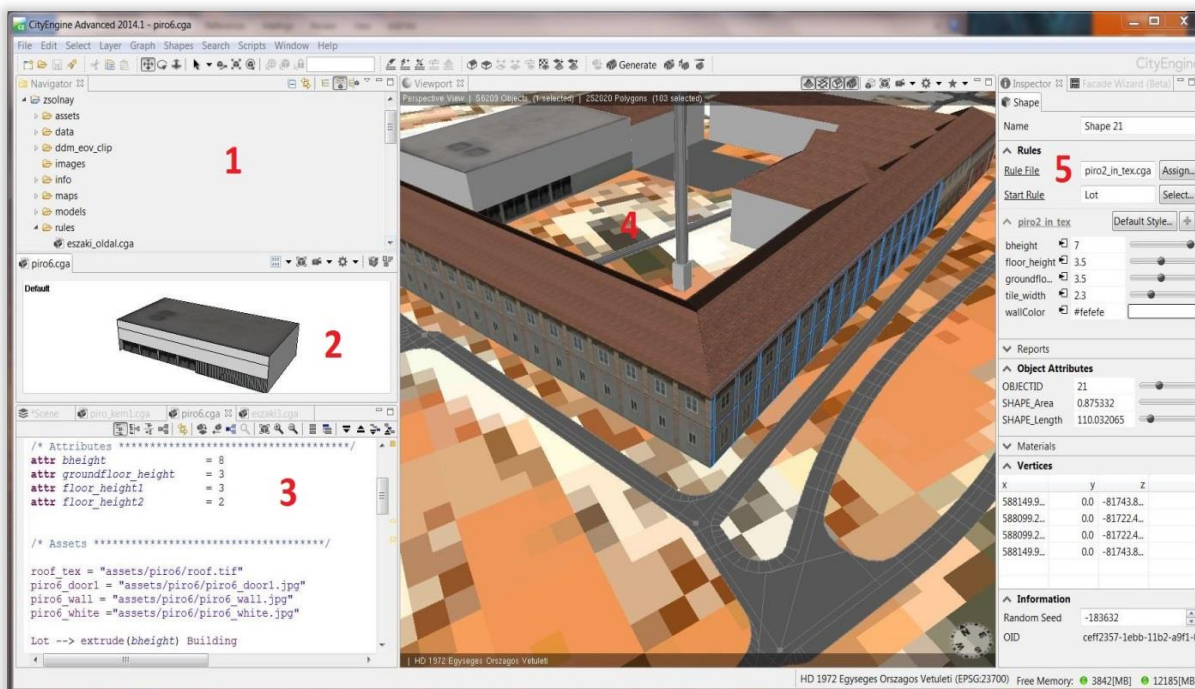 CityEngine Advanced 2014.1 - piro6.cga
File Edit Select Layer Graph Shapes Search Scripts Window Help
Generate
CityEngine
Navigator
zsolnay
assets
data
ddm_eov_clip
images
info
maps
models
rules
eszaki_oldal.cga
1
piro6.cga
Default
2
*Scene piro_kem1.cga piro6.cga eszaki3.cga
/* Attributes **************************************/
attr bheight = 8
attr groundfloor_height = 3
attr floor_height1 = 3
attr floor_height2 = 2
3
/* Assets **************************************/
roof_tex = "assets/piro6/roof.tif"
piro6_door1 = "assets/piro6/piro6_door1.jpg"
piro6_wall = "assets/piro6/piro6_wall.jpg"
piro6_white ="assets/piro6/piro6_white.jpg"
Lot --> extrude(bheight) Building
Viewport
Perspective View | 56209 Objects (1 selected) | 252020 Polygons (103 selected)
4
| HD 1972 Egyseges Orszagos Vetuleti
Inspector Facade Wizard (Beta)
Shape
Name Shape 21
Rules
5
Rule File piro2_in_tex.cga Assign...
Start Rule Lot Select...
piro2 in tex Default Style...
bheight 7
floor_height 3.5
groundflo... 3.5
tile_width 2.3
wallColor #fefefe
Reports
Object Attributes
OBJECTID 21
SHAPE_Area 0.875332
SHAPE_Length 110.032065
Materials
Vertices
x y z
588149.9... 0.0 -81743.8...
588099.2... 0.0 -81722.4...
588099.2... 0.0 -81722.4...
588149.9... 0.0 -81743.8...
Information
Random Seed -183632
OID ceff2357-1ebb-11b2-a9f1-
HD 1972 Egyseges Orszagos Vetuleti (EPSG:23700) Free Memory: 3842[MB] 12185[MB]